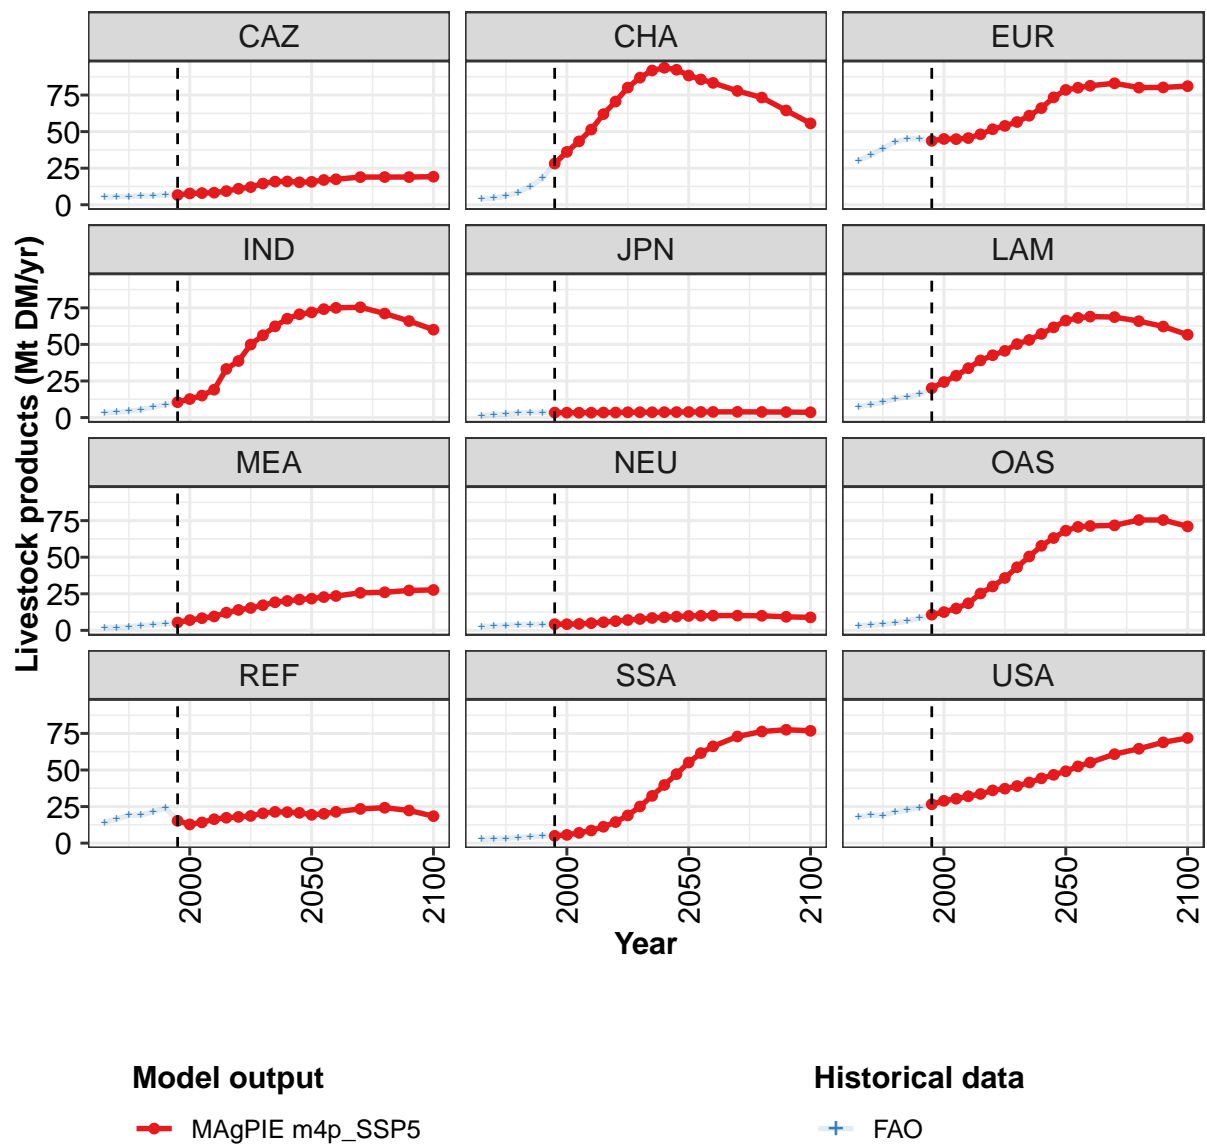 CAZ CHA EUR
75
50
25
0
IND JPN LAM
75
50
25
0
MEA NEU OAS
75
50
25
0
REF SSA USA
75
50
25
0
Livestock products (Mt DM/yr)
2000 2050 2100 2000 2050 2100 2000 2050 2100
Year
Model output Historical data
MAgPIE m4p_SSP5 FAO